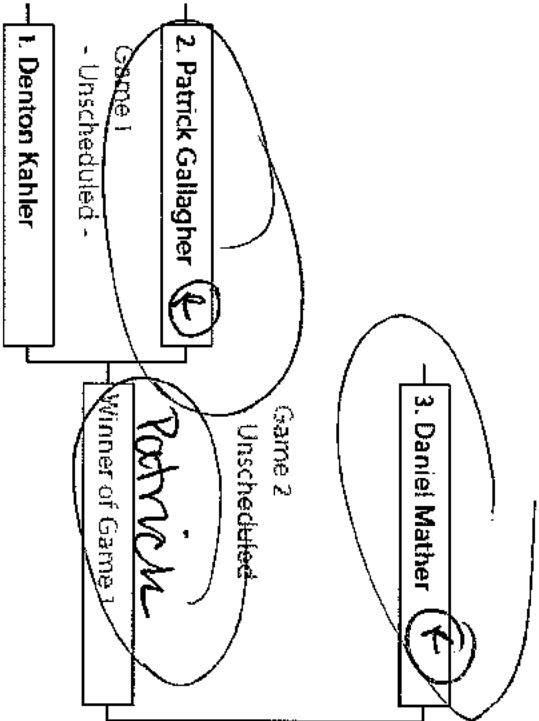 3. Daniel Mather
Game 2
Unscheduled
2. Patrick Gallagher
Patrick
Winner of Game 1
Game 1
- Unscheduled -
1. Denton Kahler